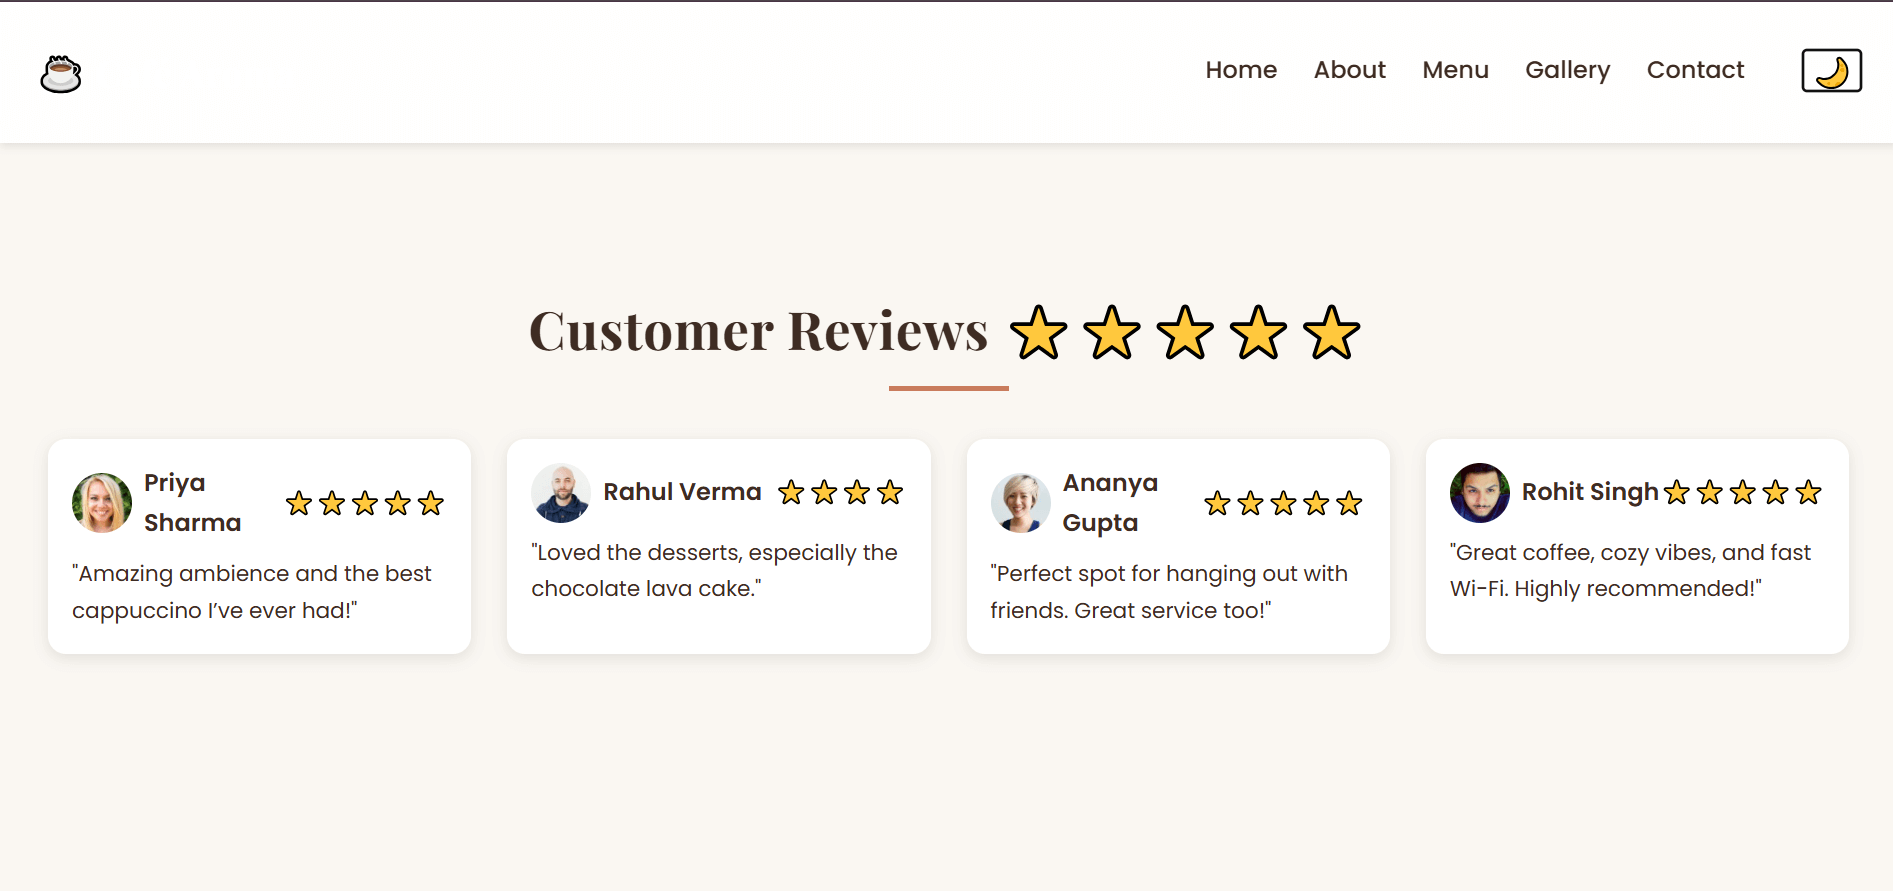 Home About Menu Gallery Contact
Customer Reviews
Priya
Sharma
"Amazing ambience and the best
cappuccino I’ve ever had!"
Rahul Verma
"Loved the desserts, especially the
chocolate lava cake."
Ananya
Gupta
"Perfect spot for hanging out with
friends. Great service too!"
Rohit Singh
"Great coffee, cozy vibes, and fast
Wi-Fi. Highly recommended!"